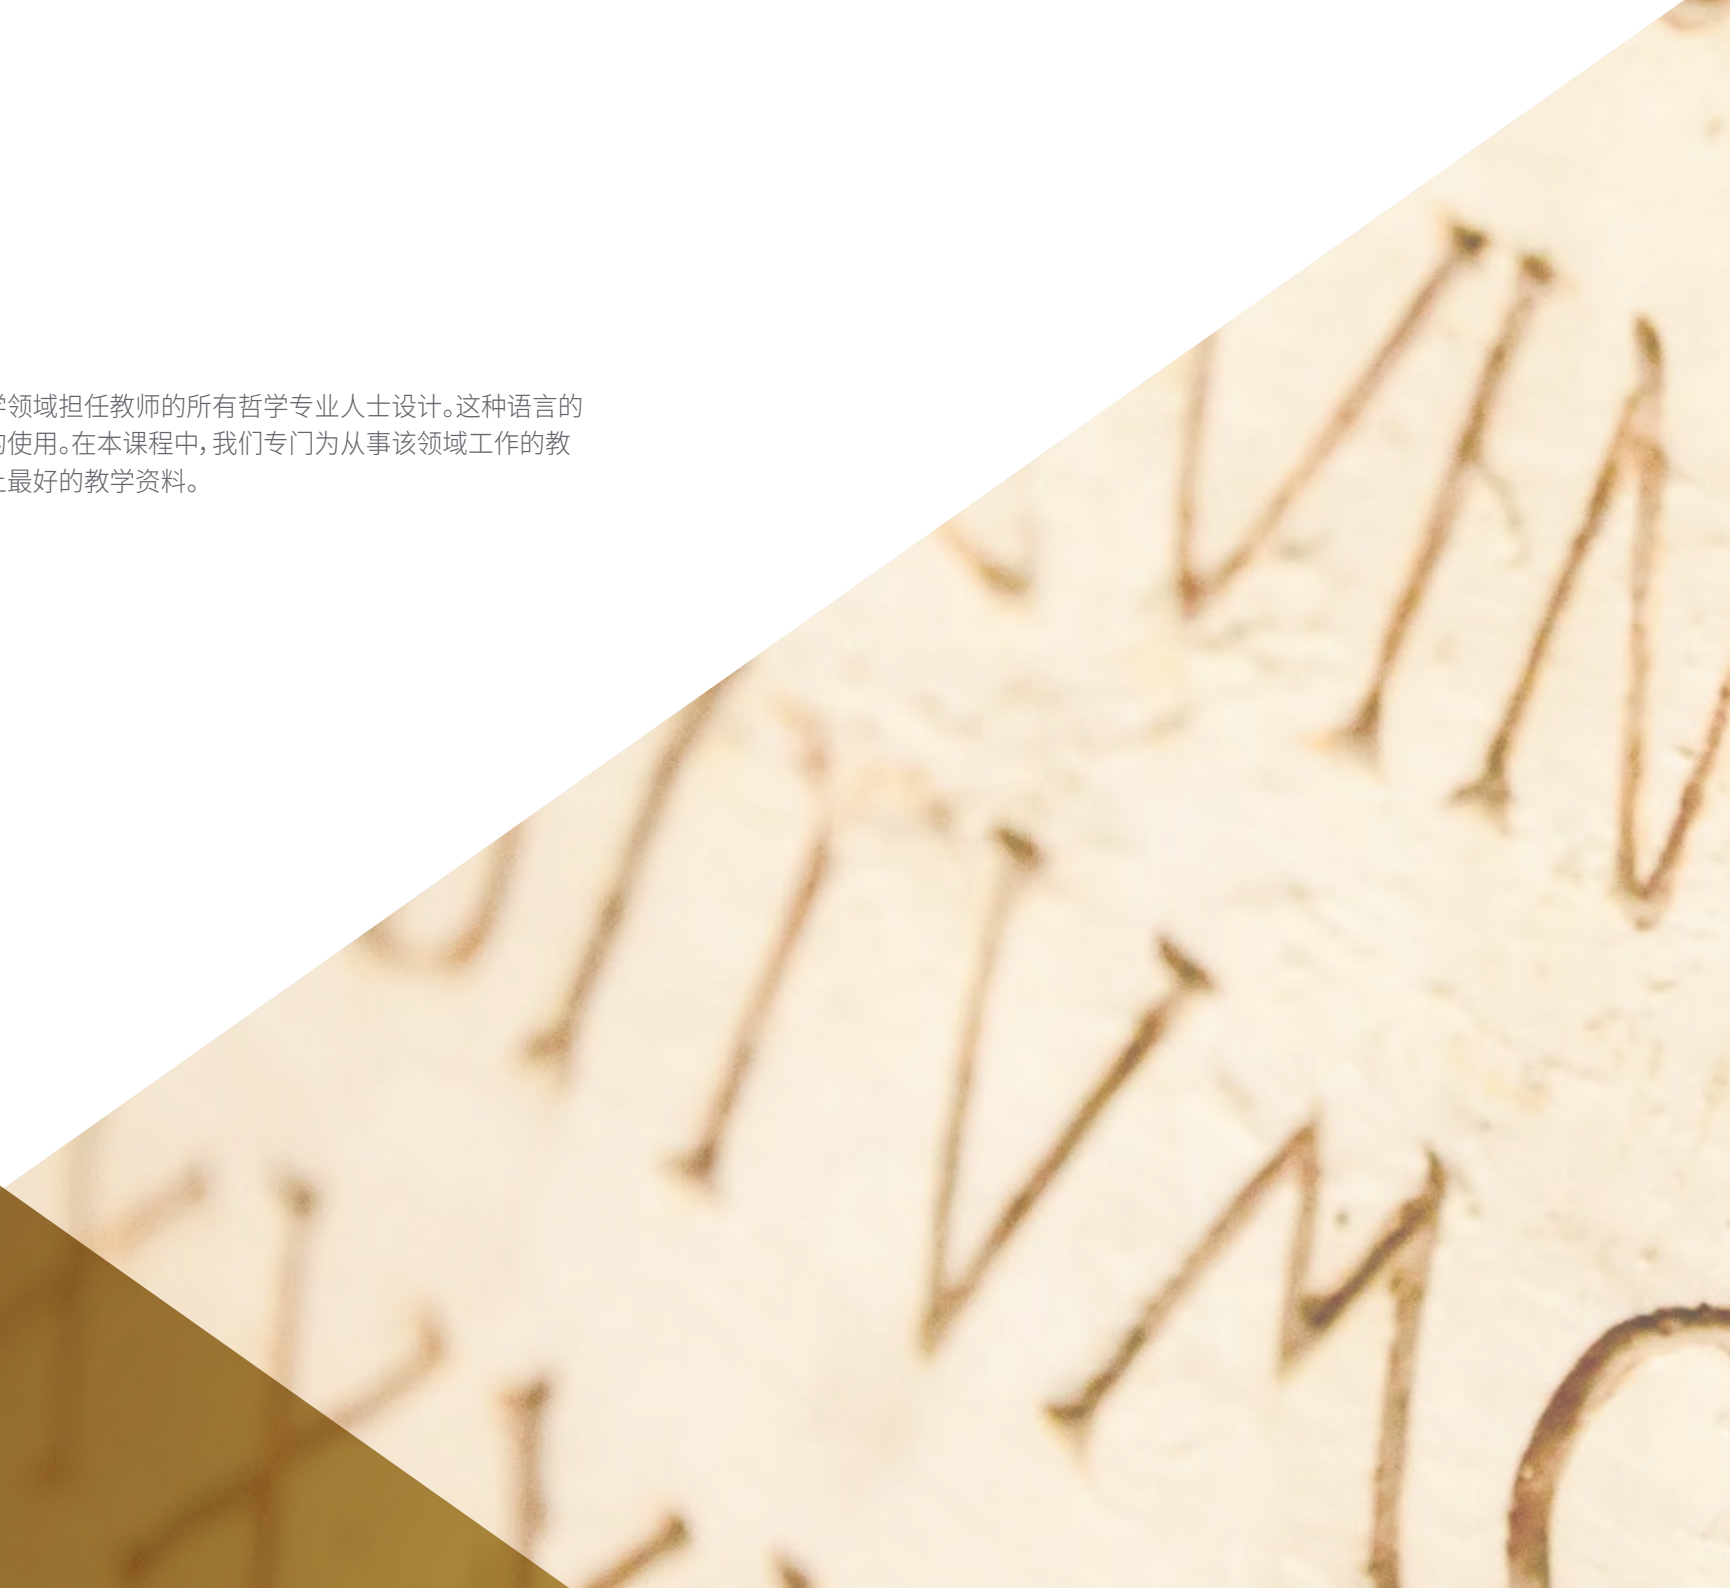 领域担任教师的所有哲学专业人士设计。这种语言的
使用。在本课程中，我们专门为从事该领域工作的教
最好的教学资料。
VIN
VM